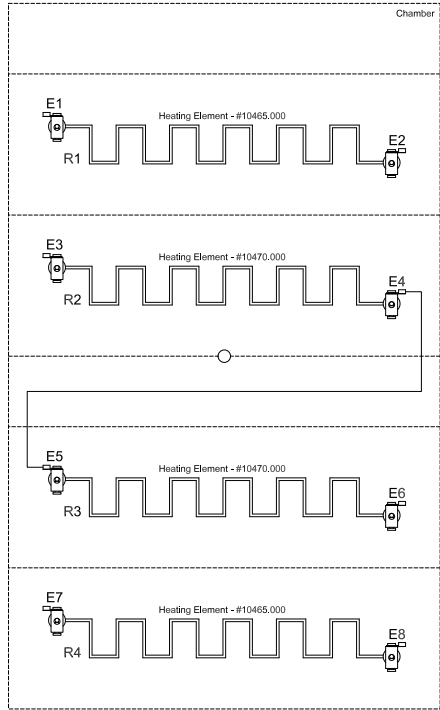 Chamber
E1
Heating Element - #10465.000
E2
R1
E3
Heating Element - #10470.000
E4
R2
E5
Heating Element - #10470.000
E6
R3
E7
Heating Element - #10465.000
E8
R4